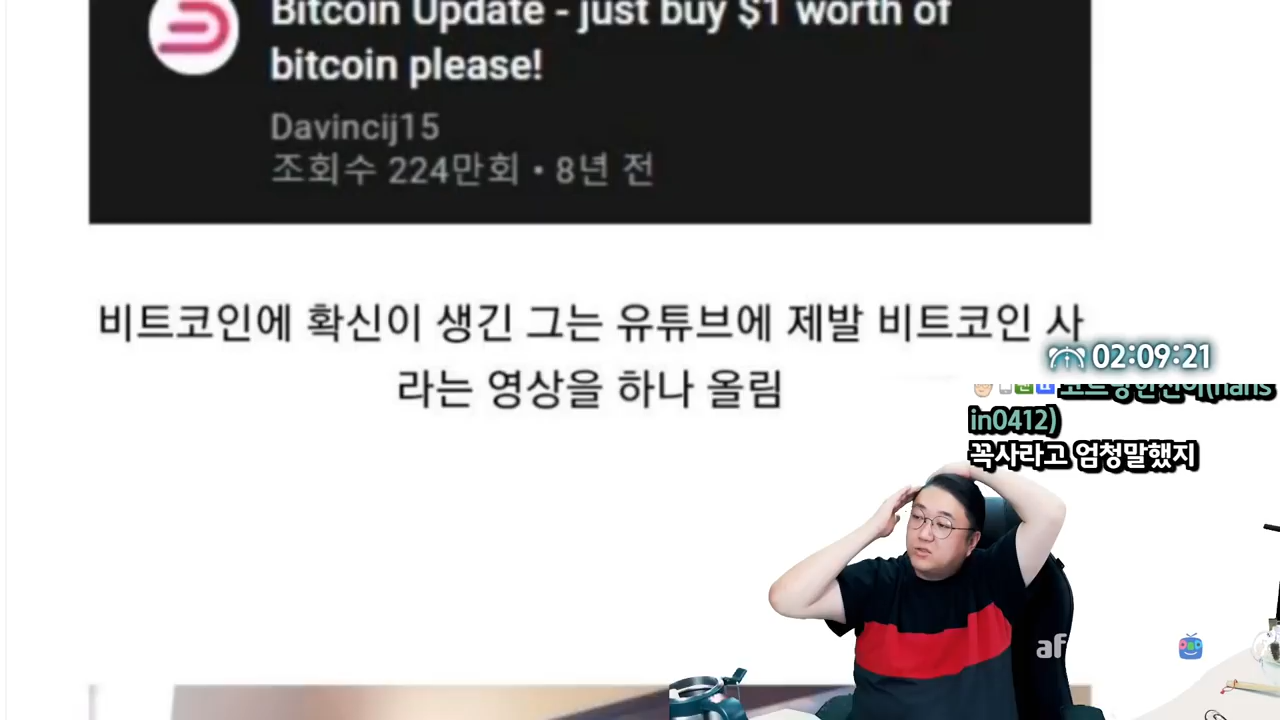 Bitcoin Update - just buy $1 worth of
bitcoin please!
Davincij15
조회수 224만회 • 8년 전
비트코인에 확신이 생긴 그는 유튜브에 제발 비트코인 사
라는 영상을 하나 올림
02:09:21
in0412)
꼭사라고 엄청말했지
af